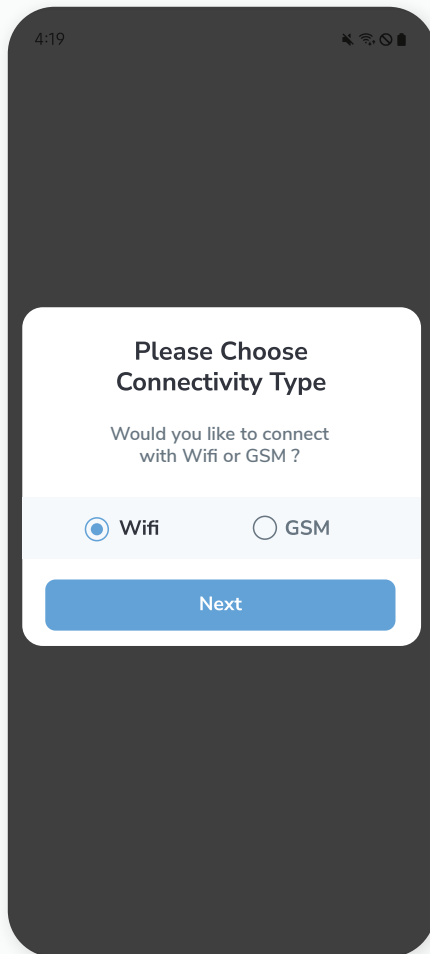 4:19
Please Choose
Connectivity Type
Would you like to connect
with Wifi or GSM ?
Wifi
GSM
Next